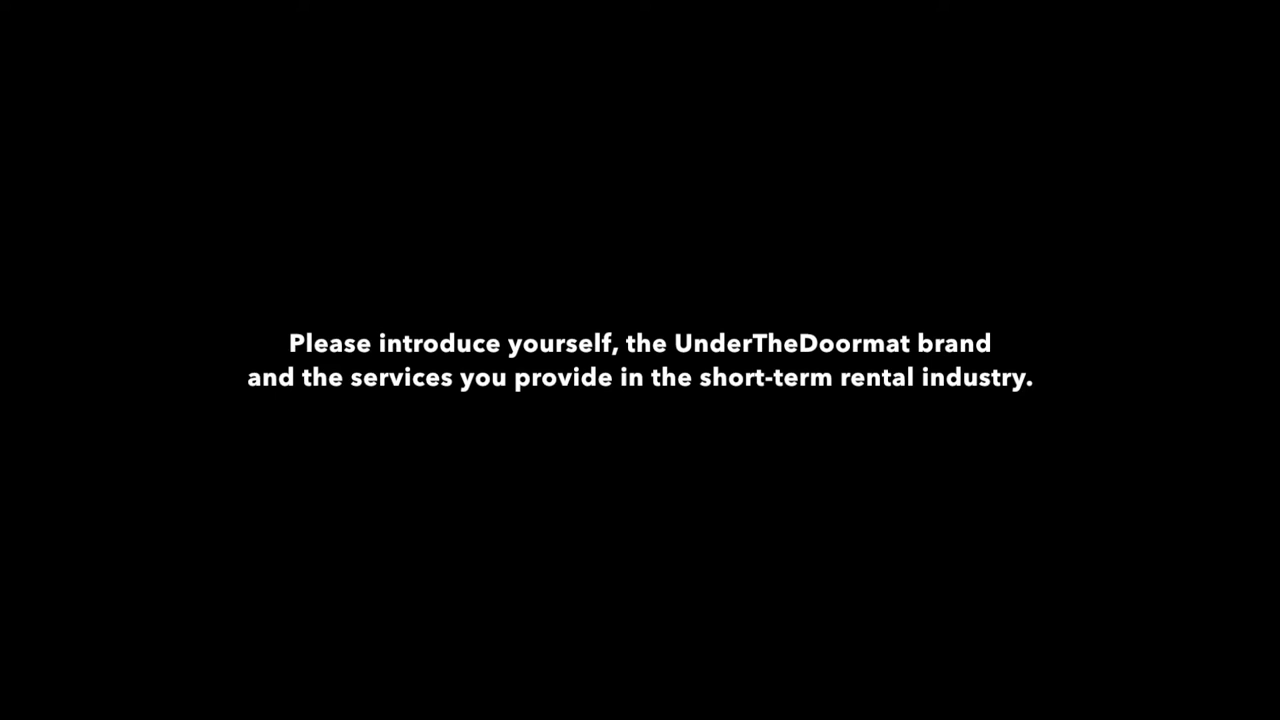 Please introduce yourself, the UnderTheDoormat brand
and the services you provide in the short-term rental industry.